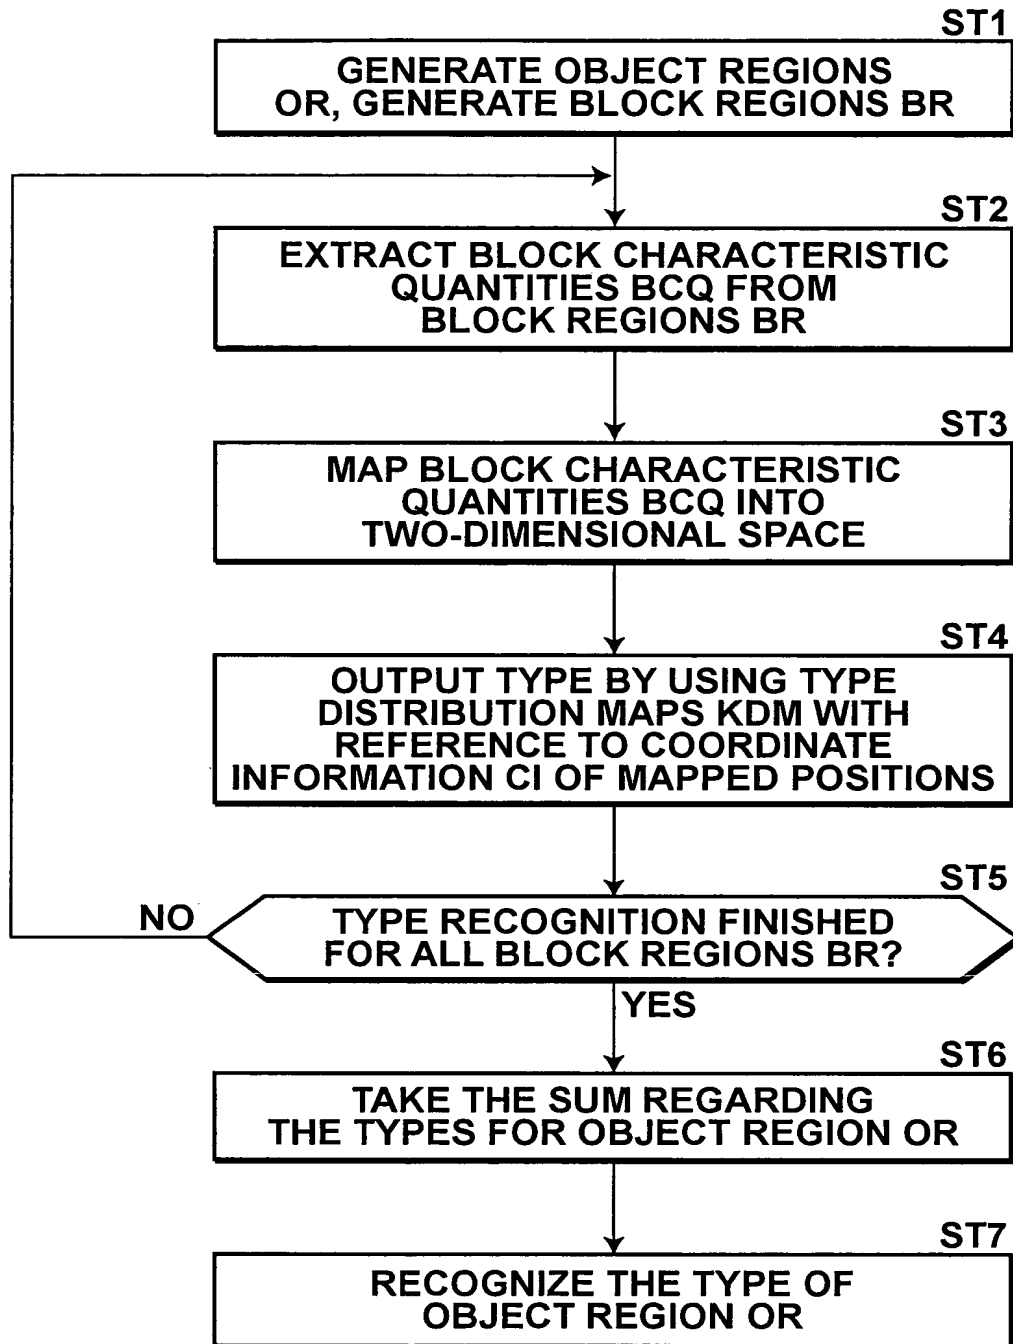 ST1
GENERATE OBJECT REGIONS
OR, GENERATE BLOCK REGIONS BR
ST2
EXTRACT BLOCK CHARACTERISTIC
QUANTITIES BCQ FROM
BLOCK REGIONS BR
ST3
MAP BLOCK CHARACTERISTIC
QUANTITIES BCQ INTO
TWO-DIMENSIONAL SPACE
ST4
OUTPUT TYPE BY USING TYPE
DISTRIBUTION MAPS KDM WITH
REFERENCE TO COORDINATE
INFORMATION CI OF MAPPED POSITIONS
ST5
NO
TYPE RECOGNITION FINISHED
FOR ALL BLOCK REGIONS BR?
YES
ST6
TAKE THE SUM REGARDING
THE TYPES FOR OBJECT REGION OR
ST7
RECOGNIZE THE TYPE OF
OBJECT REGION OR